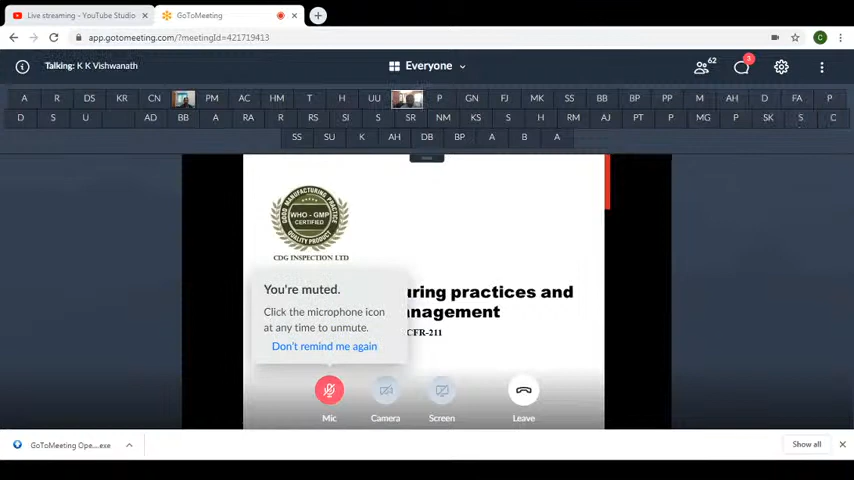 Live streaming - YouTube Studio
GoToMeeting
app.gotomeeting.com/?meetingId=421719413
C
Talking: K K Vishwanath
Everyone
62
3
A R DS KR CN PM AC HM T H UU P GN FJ MK SS BB BP PP M AH D FA P
D S U AD BB A RA R RS SI S SR NM KS S H RM AJ PT P MG P SK S C
SS SU K AH DB BP A B A
GOOD MANUFACTURING PRACTICE
WHO - GMP
CERTIFIED
QUALITY PRODUCT
CDG INSPECTION LTD
You're muted.
Click the microphone icon
at any time to unmute.
Don't remind me again
uring practices and
nagement
CFR-211
Mic Camera Screen Leave
GoToMeeting Ope....exe
Show all